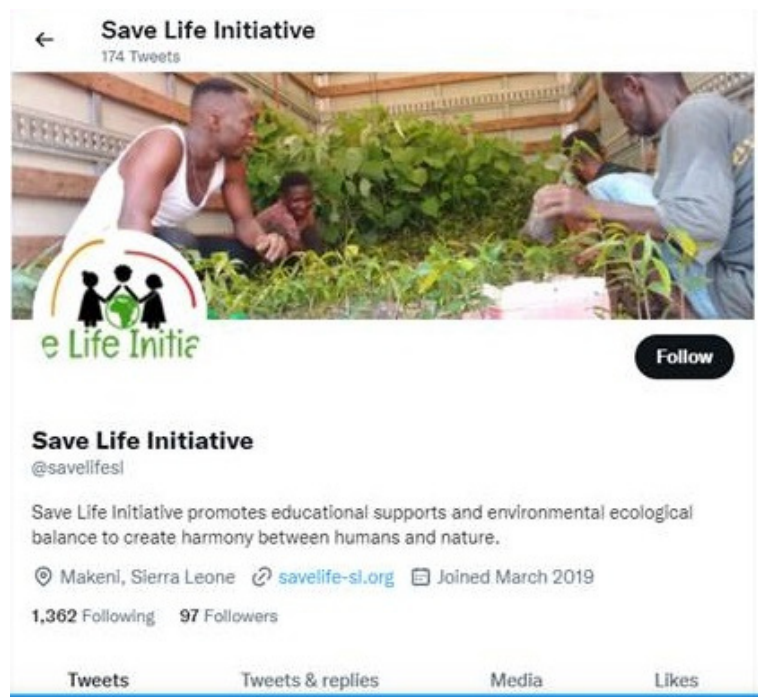 Save Life Initiative
174 Tweets
e Life Initia
Follow
Save Life Initiative
@savelifesl
Save Life Initiative promotes educational supports and environmental ecological
balance to create harmony between humans and nature.
Makeni, Sierra Leone savelife-sl.org Joined March 2019
1,362 Following 97 Followers
Tweets Tweets & replies Media Likes